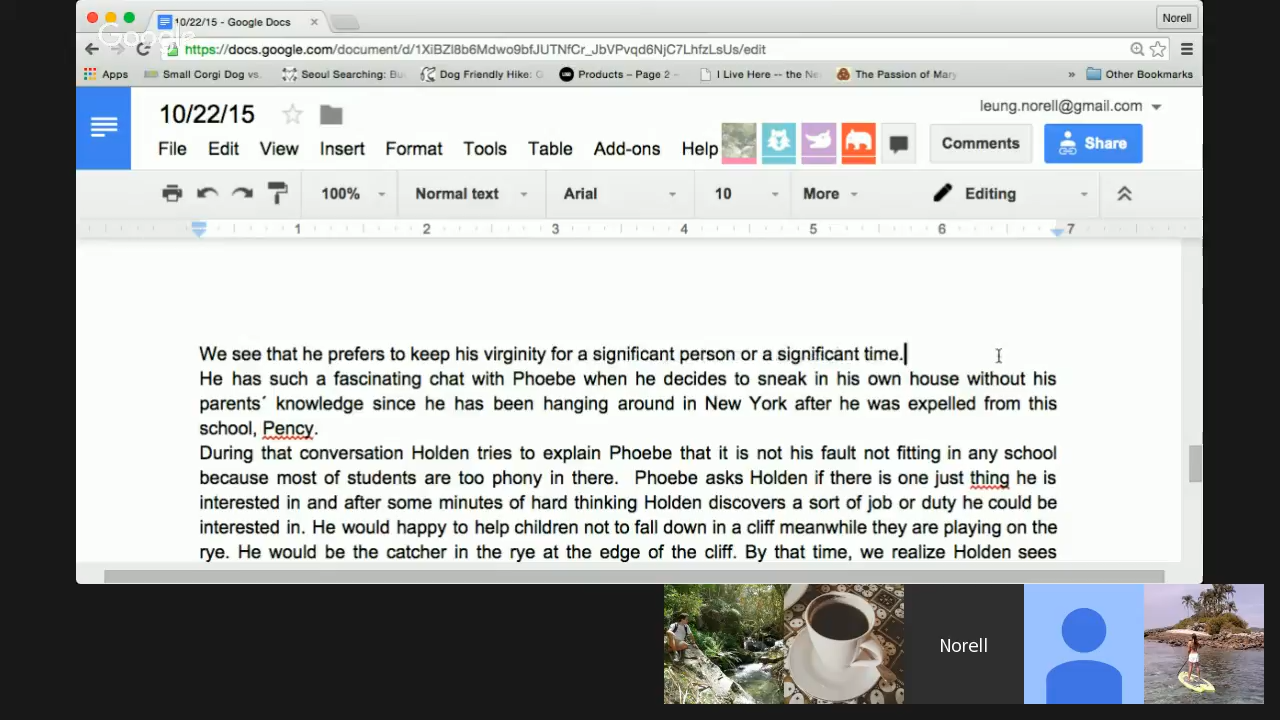 10/22/15 - Google Docs
Norell
Google
https://docs.google.com/document/d/1XiBZl8b6Mdwo9bfJUTNfCr_JbVPvqd6NjC7LhfzLsUs/edit
Apps Small Corgi Dog vs. Seoul Searching: Bu Dog Friendly Hike: Products – Page 2 – I Live Here -- the Ne The Passion of Mary » Other Bookmarks
10/22/15
leung.norell@gmail.com
File Edit View Insert Format Tools Table Add-ons Help Comments Share
100% Normal text Arial 10 More Editing
1 2 3 4 5 6 7
We see that he prefers to keep his virginity for a significant person or a significant time.
He has such a fascinating chat with Phoebe when he decides to sneak in his own house without his
parents´ knowledge since he has been hanging around in New York after he was expelled from this
school, Pency.
During that conversation Holden tries to explain Phoebe that it is not his fault not fitting in any school
because most of students are too phony in there. Phoebe asks Holden if there is one just thing he is
interested in and after some minutes of hard thinking Holden discovers a sort of job or duty he could be
interested in. He would happy to help children not to fall down in a cliff meanwhile they are playing on the
rye. He would be the catcher in the rye at the edge of the cliff. By that time, we realize Holden sees
Norell